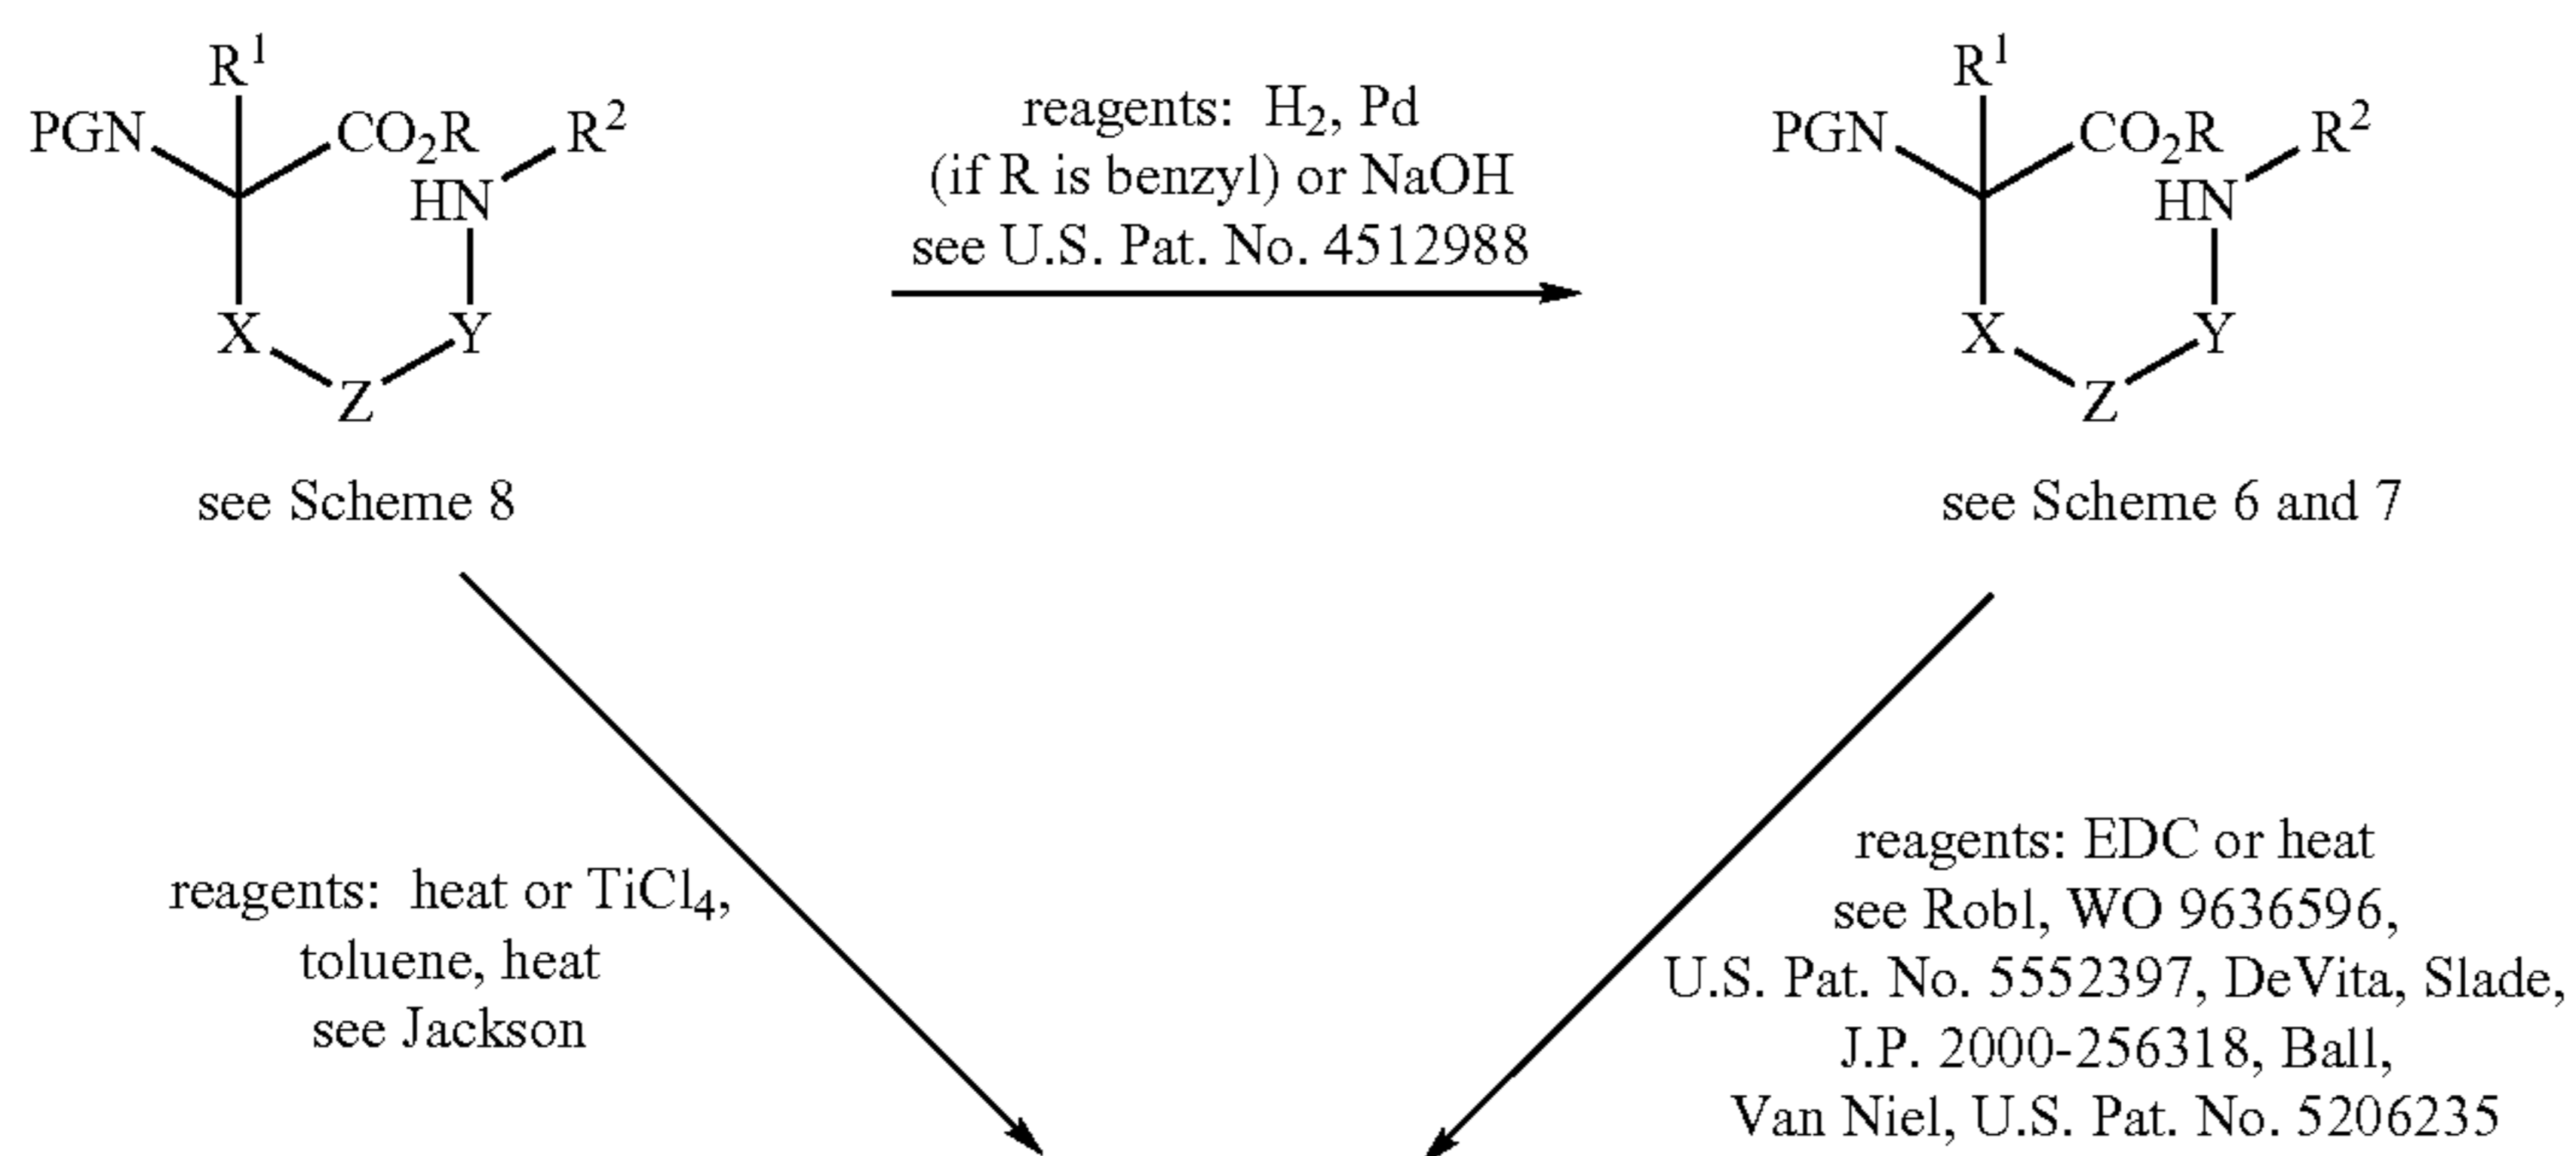 R¹
PGN
CO₂R
R²
HN
X
Y
Z
see Scheme 8
reagents: H₂, Pd
(if R is benzyl) or NaOH
see U.S. Pat. No. 4512988
R¹
PGN
CO₂R
R²
HN
X
Y
Z
see Scheme 6 and 7
reagents: heat or TiCl₄,
toluene, heat
see Jackson
reagents: EDC or heat
see Robl, WO 9636596,
U.S. Pat. No. 5552397, DeVita, Slade,
J.P. 2000-256318, Ball,
Van Niel, U.S. Pat. No. 5206235